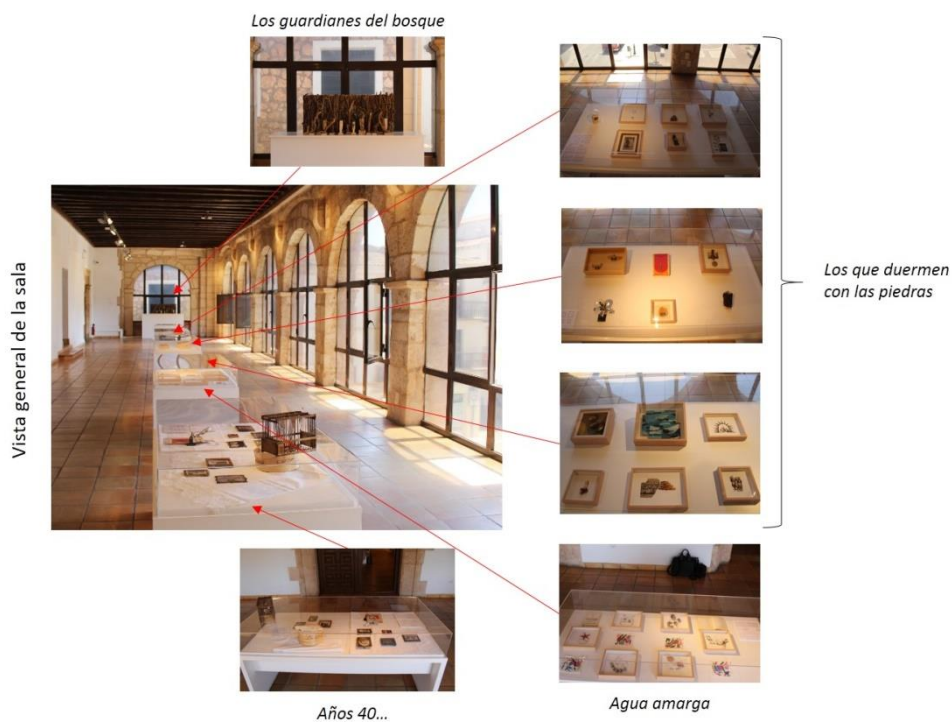 Los guardianes del bosque
Vista general de la sala
Los que duermen
con las piedras
Años 40...
Agua amarga